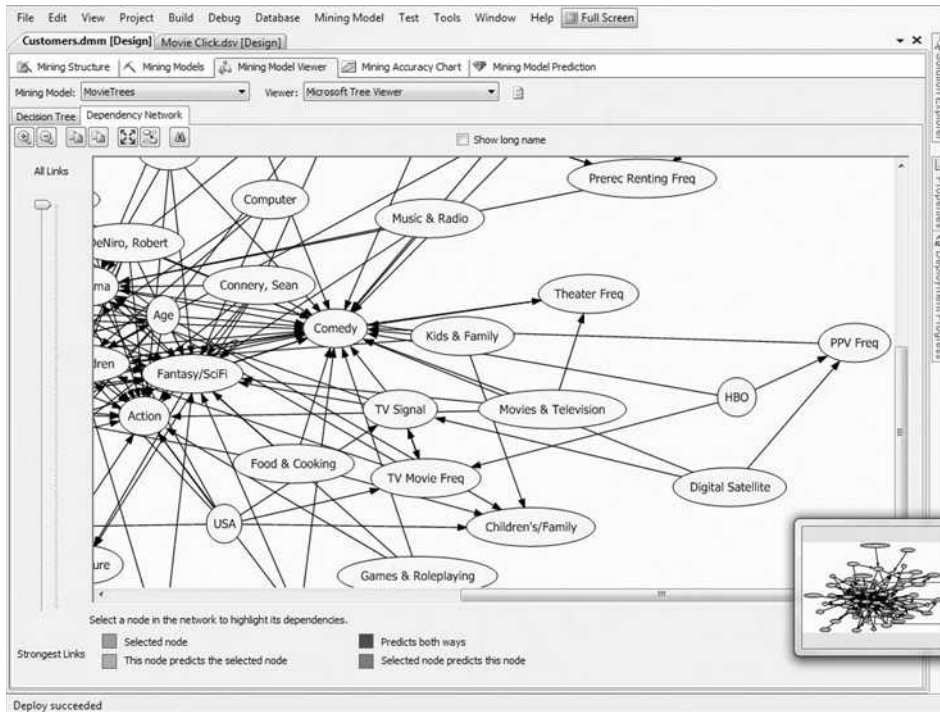 File Edit View Project Build Debug Database Mining Model Test Tools Window Help Full Screen
Customers.dmm [Design] Movie Click.dsv [Design]
Mining Structure Mining Models Mining Model Viewer Mining Accuracy Chart Mining Model Prediction
Mining Model: MovieTrees Viewer: Microsoft Tree Viewer
Decision Tree Dependency Network
Show long name
All Links
Prerec Renting Freq
Computer
Music & Radio
DeNiro, Robert
Connery, Sean
ma
Theater Freq
Age
Comedy
Kids & Family
PPV Freq
dren
Fantasy/SciFi
HBO
Action
TV Signal
Movies & Television
Food & Cooking
TV Movie Freq
Digital Satellite
USA
Children's/Family
ure
Games & Roleplaying
Select a node in the network to highlight its dependencies.
Selected node Predicts both ways
Strongest Links
This node predicts the selected node Selected node predicts this node
Deploy succeeded
Solution Explorer
Properties
Deployment Progress